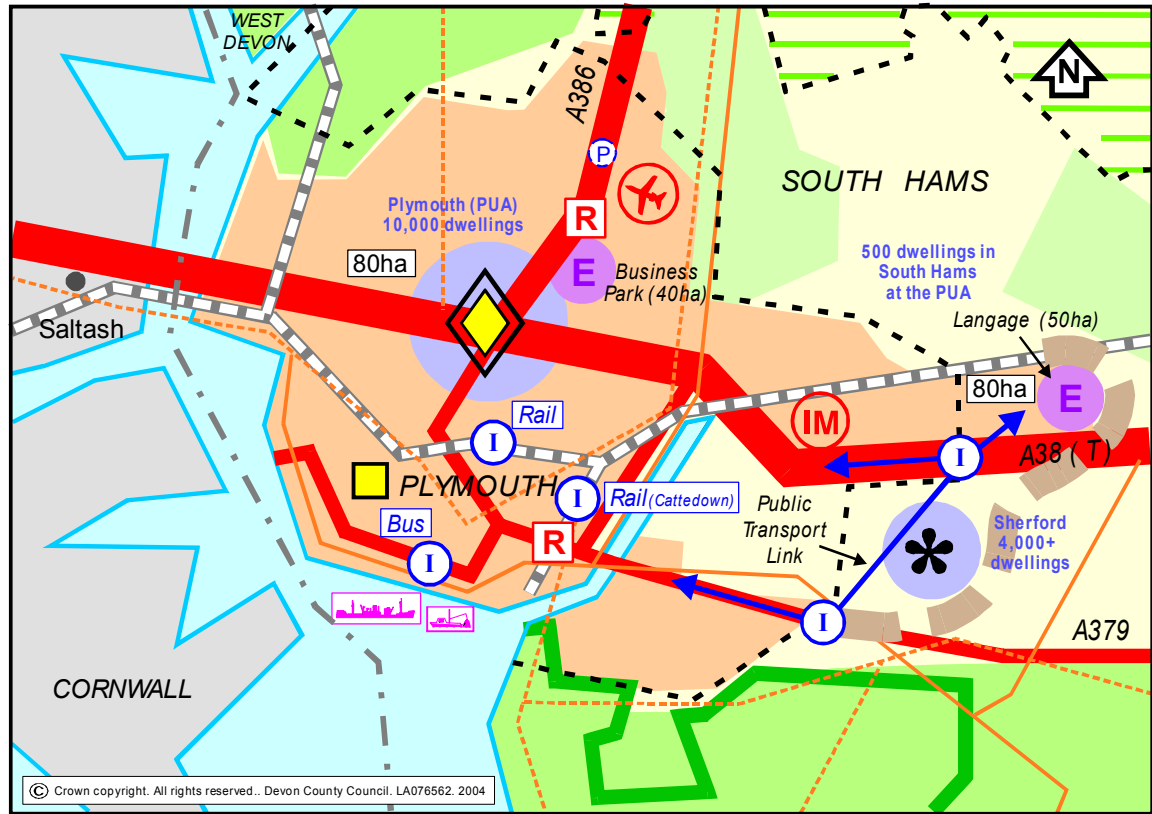 WEST
DEVON
N
A386
P
SOUTH HAMS
Plymouth (PUA)
10,000 dwellings
R
80ha
E
Business
Park (40ha)
500 dwellings in
South Hams
at the PUA
Langage (50ha)
Saltash
80ha
E
Rail
IM
I
I
A38 ( T )
PLYMOUTH
I
Rail (Cattedown)
Public
Transport
Link
Bus
R
Sherford
4,000+
dwellings
*
I
I
A379
CORNWALL
© Crown copyright. All rights reserved.. Devon County Council. LA076562. 2004